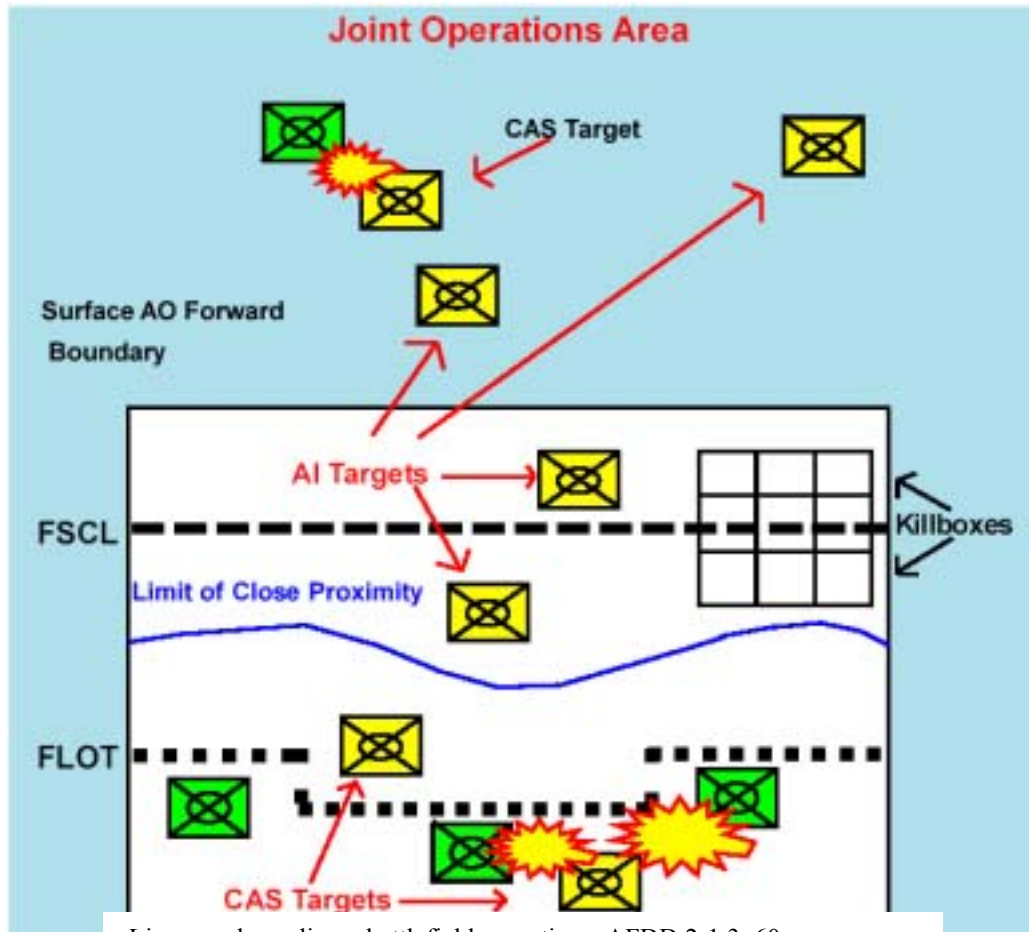 Joint Operations Area
CAS Target
Surface AO Forward
Boundary
AI Targets
FSCL
Killboxes
Limit of Close Proximity
FLOT
CAS Targets